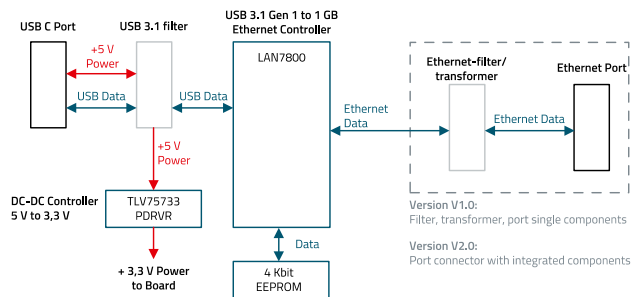 USB C Port
USB 3.1 filter
USB 3.1 Gen 1 to 1 GB
Ethernet Controller
+5 V
Power
USB Data
USB Data
LAN7800
Ethernet
Data
Ethernet-filter/
transformer
Ethernet Port
Ethernet Data
+5 V
Power
DC-DC Controller
5 V to 3,3 V
TLV75733
PDRVR
+ 3,3 V Power
to Board
Data
4 Kbit
EEPROM
Version V1.0:
Filter, transformer, port single components
Version V2.0:
Port connector with integrated components